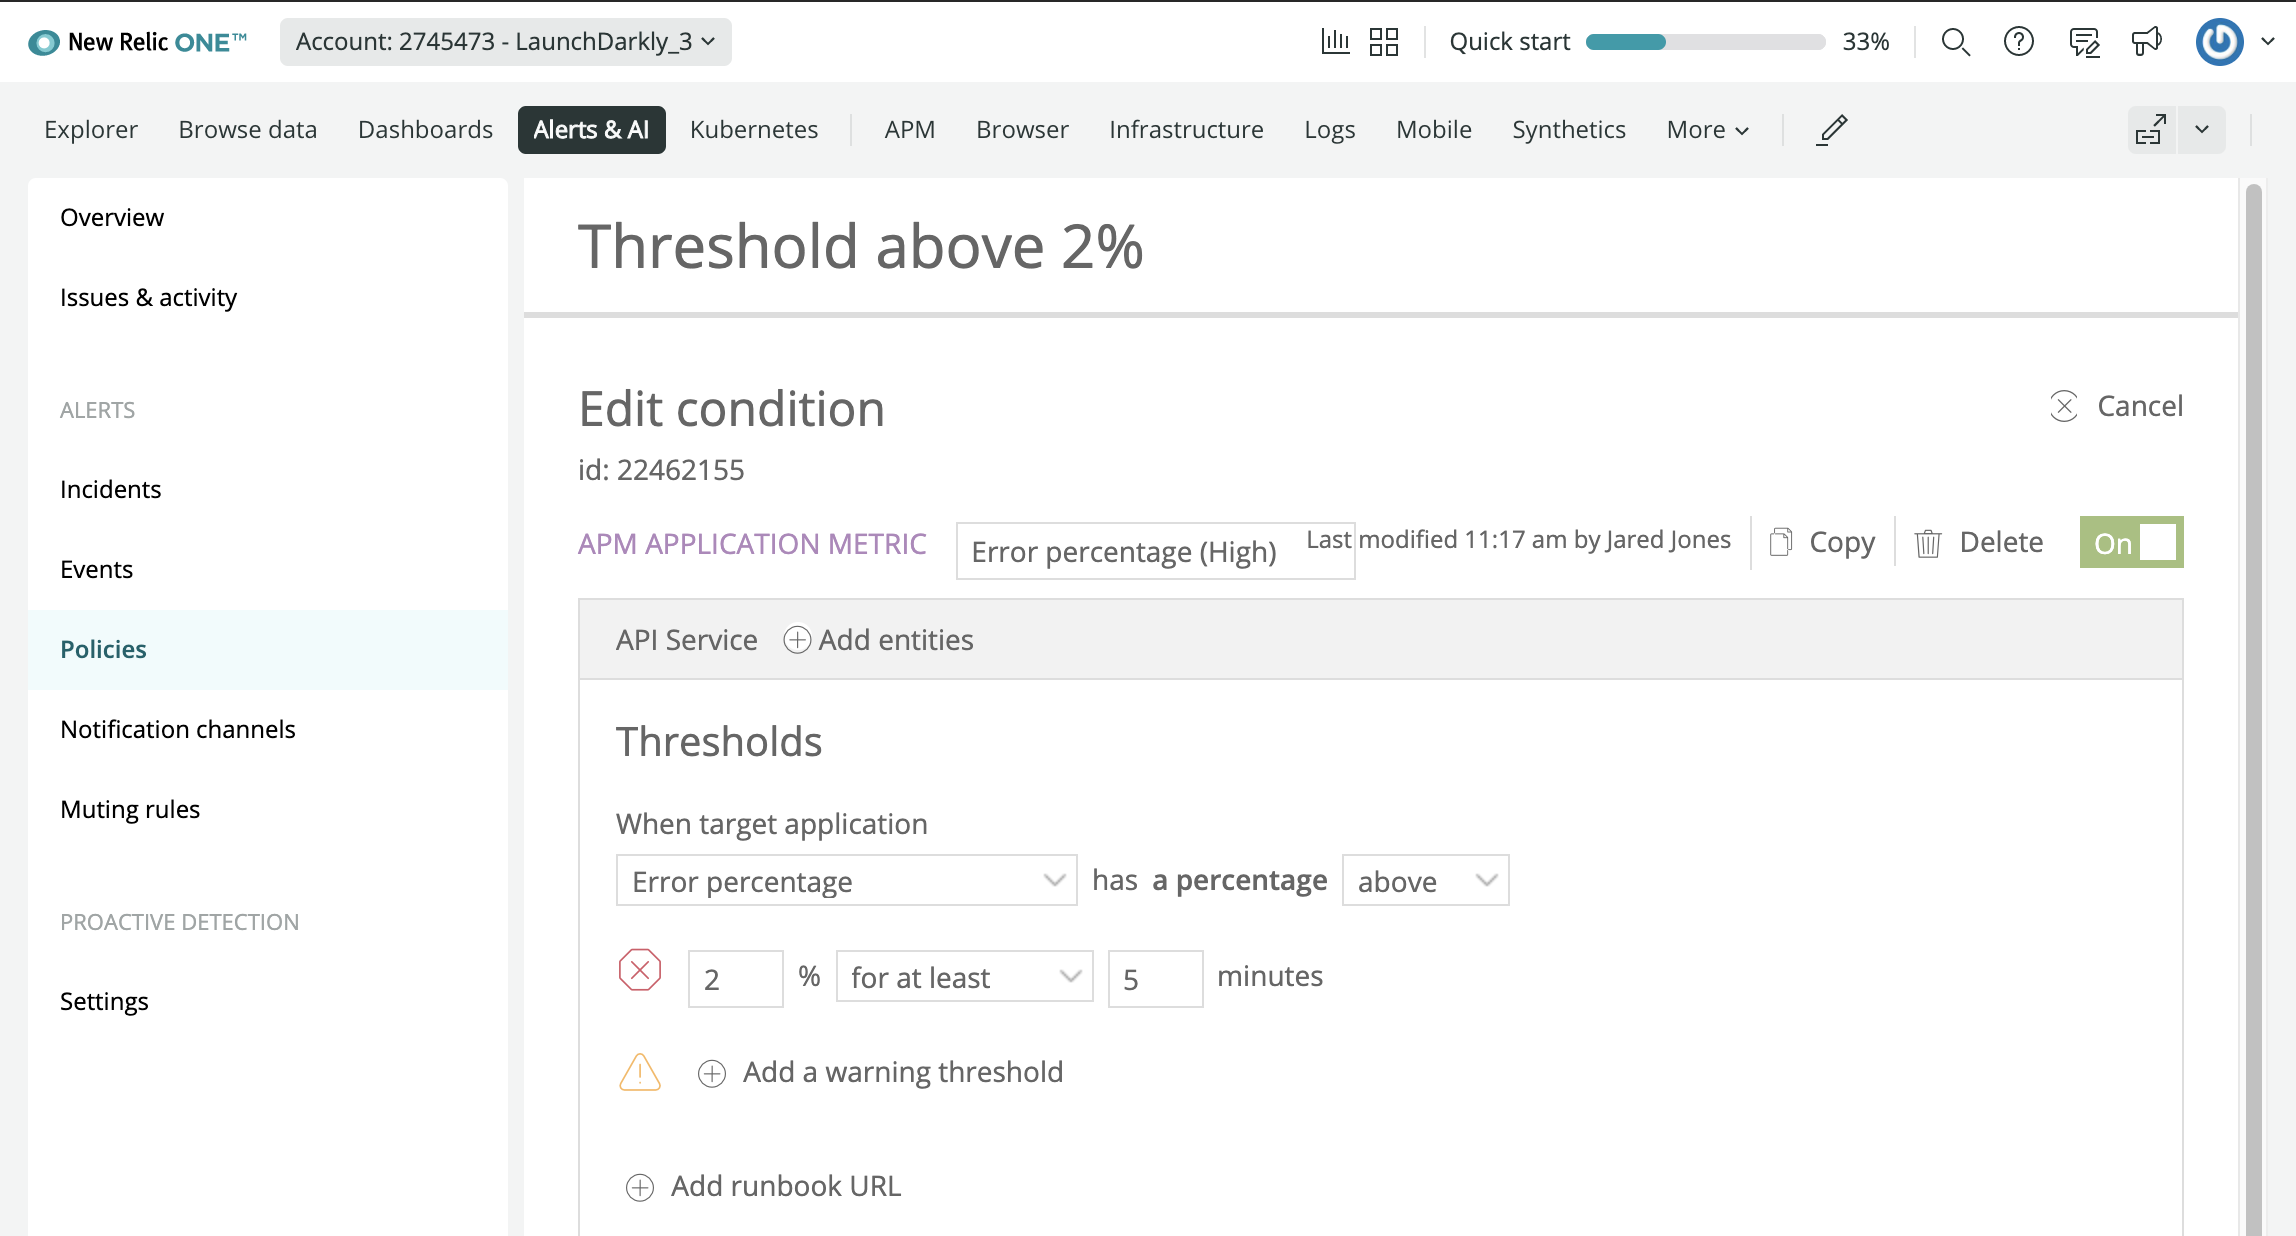 New Relic ONE™ Account: 2745473 - LaunchDarkly_3 Quick start 33%
Explorer Browse data Dashboards Alerts & AI Kubernetes APM Browser Infrastructure Logs Mobile Synthetics More
Overview
Issues & activity
ALERTS
Incidents
Events
Policies
Notification channels
Muting rules
PROACTIVE DETECTION
Settings
Threshold above 2%
Edit condition
Cancel
id: 22462155
APM APPLICATION METRIC Error percentage (High) Last modified 11:17 am by Jared Jones Copy Delete On
API Service Add entities
Thresholds
When target application
Error percentage has a percentage above
2 % for at least 5 minutes
Add a warning threshold
Add runbook URL